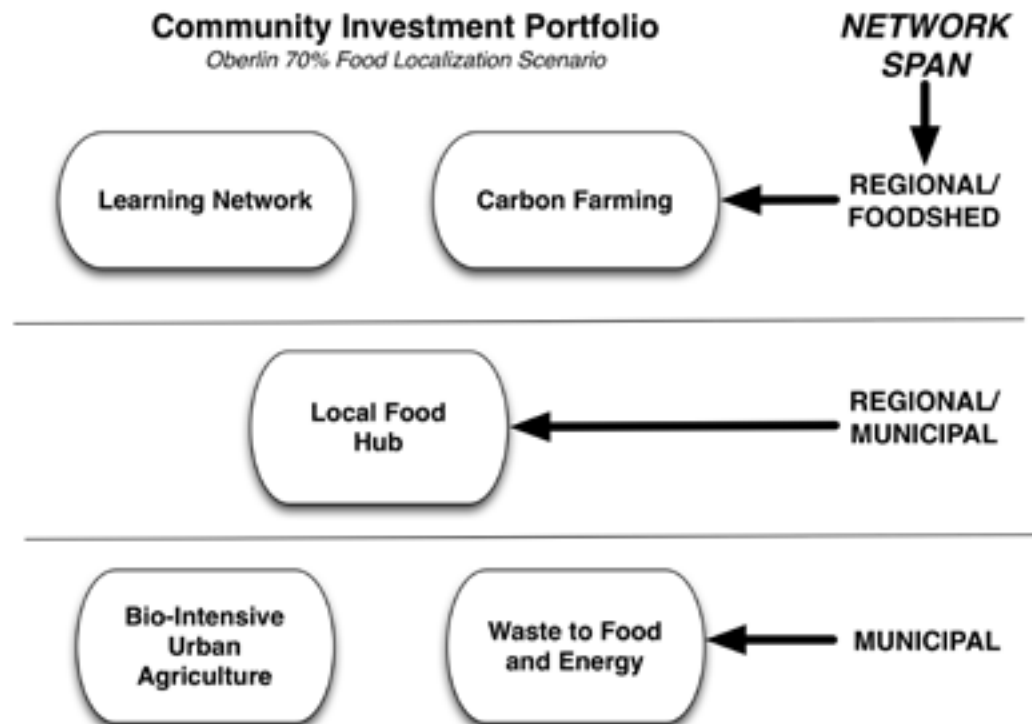 Community Investment Portfolio
Oberlin 70% Food Localization Scenario
NETWORK
SPAN
Learning Network
Carbon Farming
REGIONAL/
FOODSHED
Local Food
Hub
REGIONAL/
MUNICIPAL
Bio-Intensive
Urban
Agriculture
Waste to Food
and Energy
MUNICIPAL